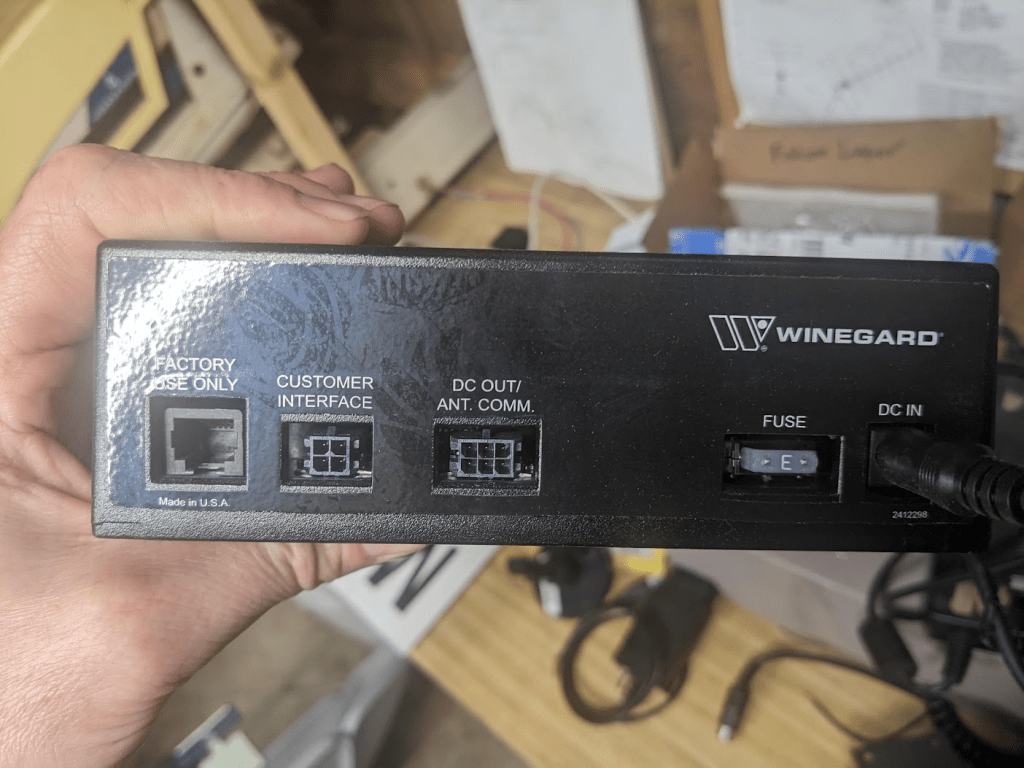 WINEGARD®
FACTORY
USE ONLY
CUSTOMER
INTERFACE
DC OUT/
ANT. COMM.
FUSE
DC IN
E
Made in U.S.A.
2412298